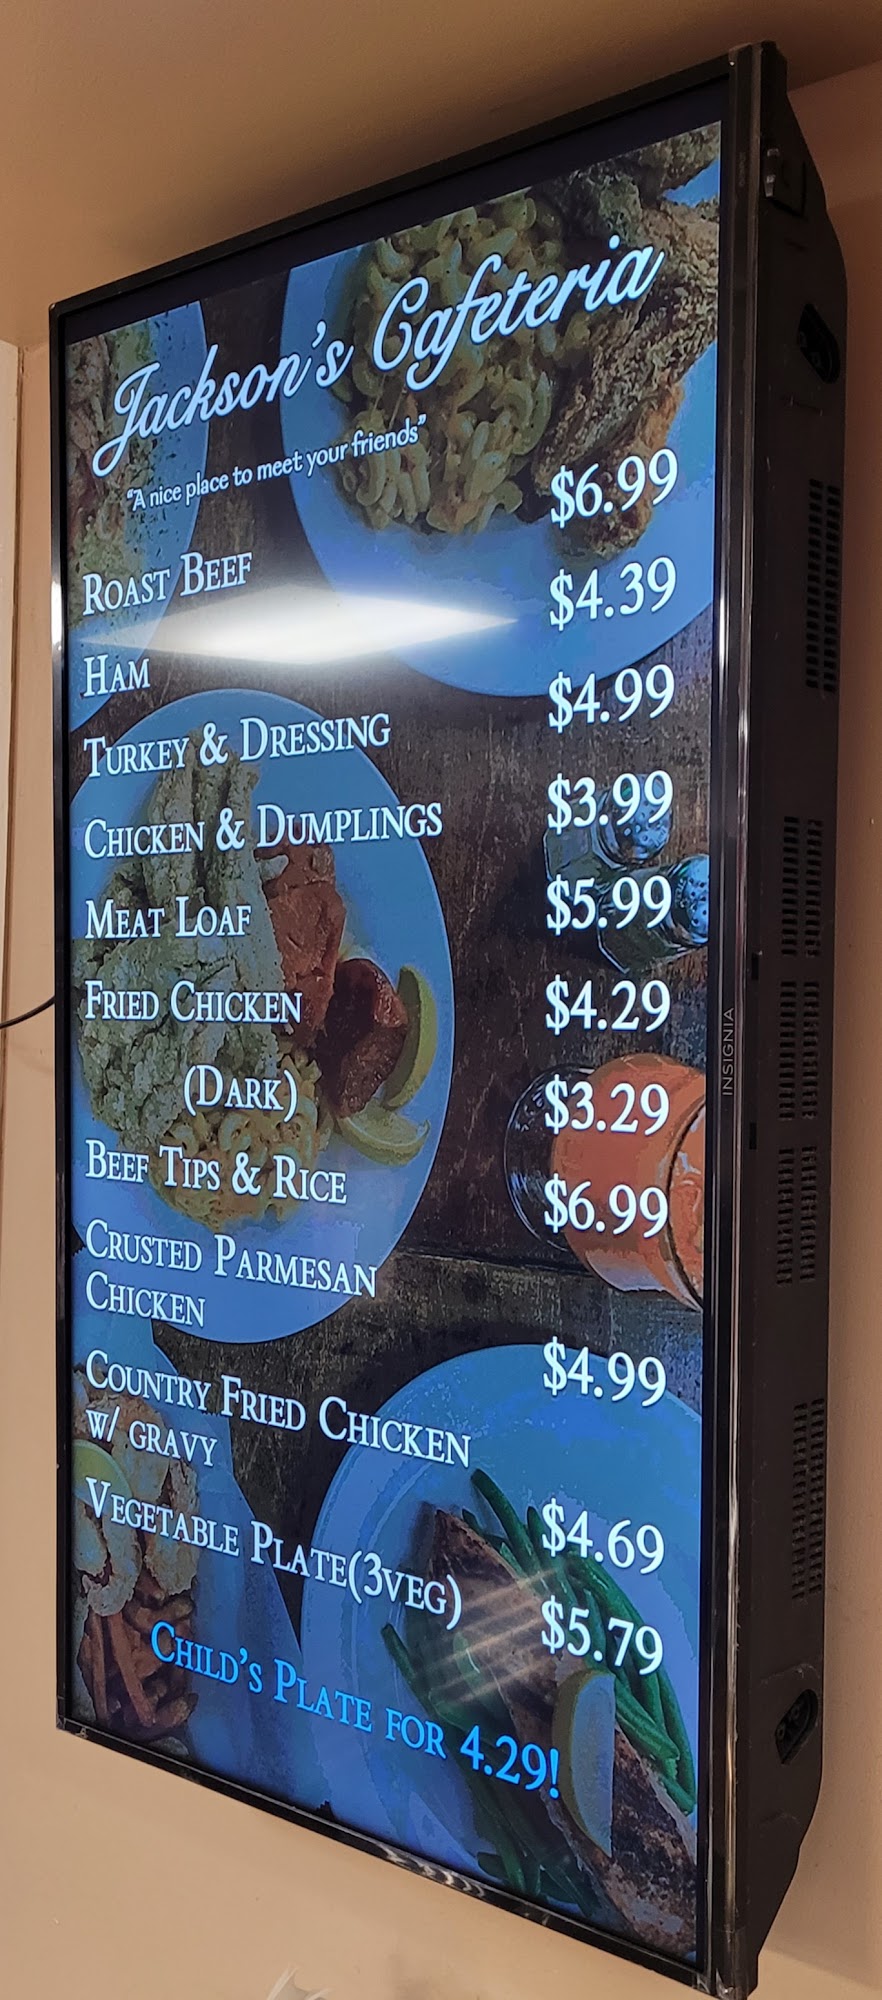 Jackson's Cafeteria
"A nice place to meet your friends"
Roast Beef $6.99
Ham $4.39
Turkey & Dressing $4.99
Chicken & Dumplings $3.99
Meat Loaf $5.99
Fried Chicken $4.29
(Dark) $3.29
Beef Tips & Rice $6.99
Crusted Parmesan
Chicken $4.99
Country Fried Chicken
w/ gravy $4.69
Vegetable Plate(3veg) $5.79
Child's Plate for 4.29!
INSIGNIA